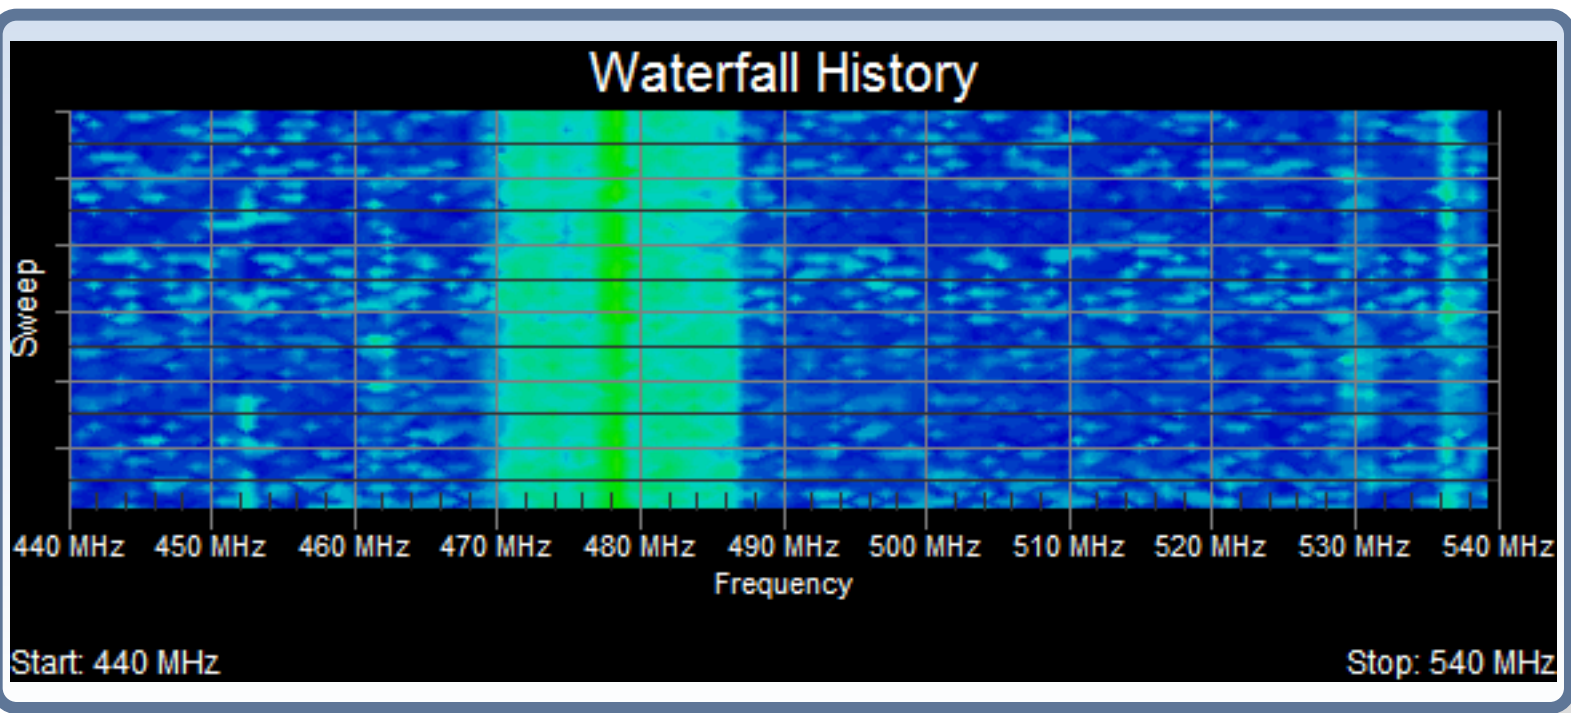 Waterfall History
Sweep
440 MHz 450 MHz 460 MHz 470 MHz 480 MHz 490 MHz 500 MHz 510 MHz 520 MHz 530 MHz 540 MHz
Frequency
Start: 440 MHz Stop: 540 MHz